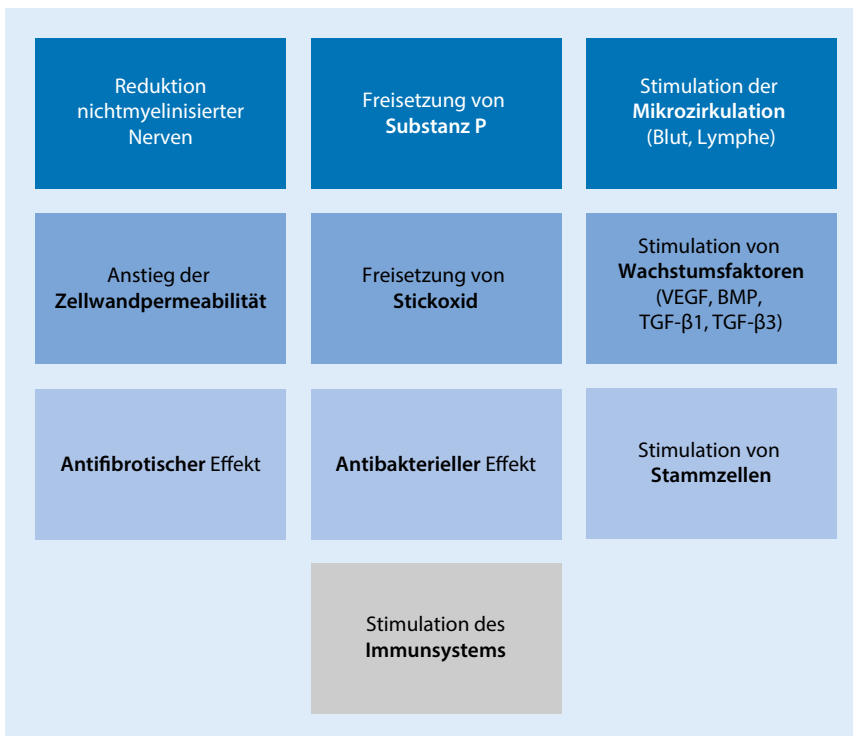 Reduktion
nichtmyelinisierter
Nerven
Freisetzung von
Substanz P
Stimulation der
Mikrozirkulation
(Blut, Lymphe)
Anstieg der
Zellwandpermeabilität
Freisetzung von
Stickoxid
Stimulation von
Wachstumsfaktoren
(VEGF, BMP,
TGF-β1, TGF-β3)
Antifibrotischer Effekt
Antibakterieller Effekt
Stimulation von
Stammzellen
Stimulation des
Immunsystems